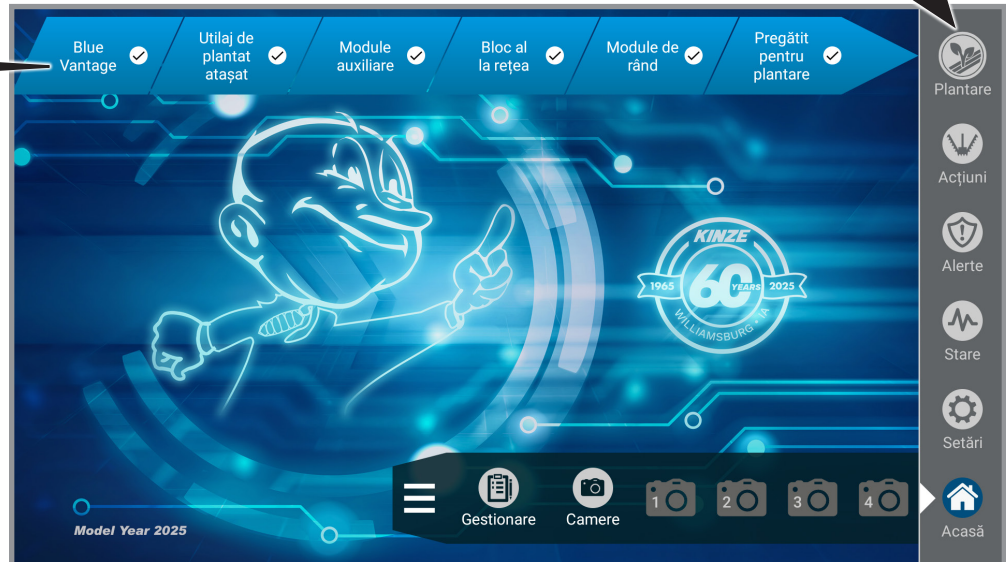 Blue
Vantage
Utilaj de
plantat
atașat
Module
auxiliare
Bloc al
la rețea
Module de
rând
Pregătit
pentru
plantare
Plantare
Acțiuni
Alerte
Stare
Setări
Acasă
KINZE
1965
60
YEARS
2025
WILLIAMSBURG • IA
Gestionare
Camere
1
2
3
4
Model Year 2025